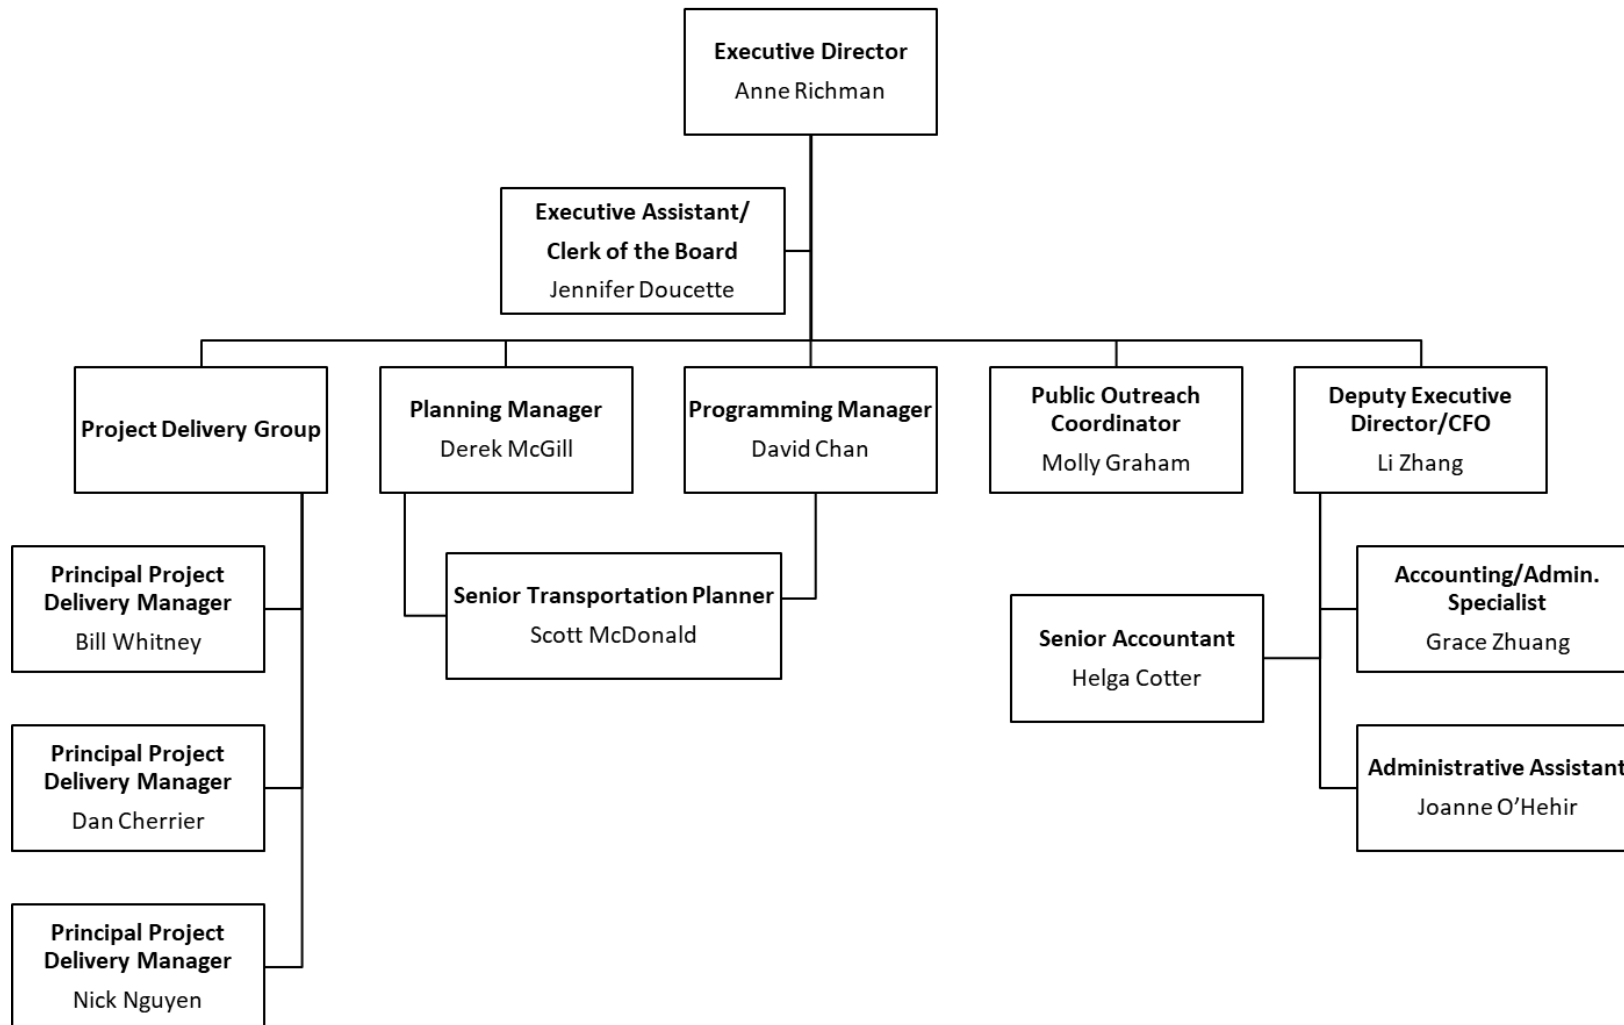 Executive Director
Anne Richman
Executive Assistant/
Clerk of the Board
Jennifer Doucette
Project Delivery Group
Planning Manager
Derek McGill
Programming Manager
David Chan
Public Outreach
Coordinator
Molly Graham
Deputy Executive
Director/CFO
Li Zhang
Principal Project
Delivery Manager
Bill Whitney
Senior Transportation Planner
Scott McDonald
Senior Accountant
Helga Cotter
Accounting/Admin.
Specialist
Grace Zhuang
Principal Project
Delivery Manager
Dan Cherrier
Administrative Assistant
Joanne O’Hehir
Principal Project
Delivery Manager
Nick Nguyen